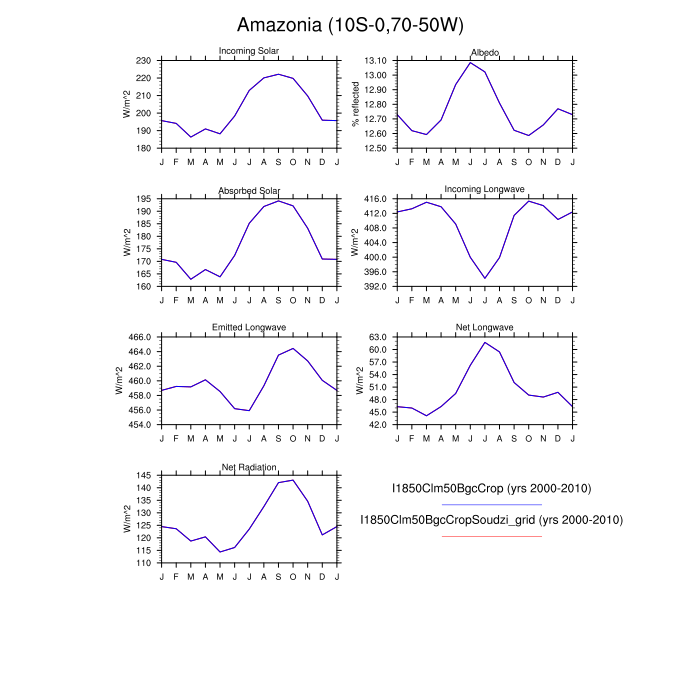 Amazonia (10S-0,70-50W)
Incoming Solar
W/m^2
230
220
210
200
190
180
J F M A M J J A S O N D J
Albedo
% reflected
13.10
13.00
12.90
12.80
12.70
12.60
12.50
J F M A M J J A S O N D J
Absorbed Solar
W/m^2
195
190
185
180
175
170
165
160
J F M A M J J A S O N D J
Incoming Longwave
W/m^2
416.0
412.0
408.0
404.0
400.0
396.0
392.0
J F M A M J J A S O N D J
Emitted Longwave
W/m^2
466.0
464.0
462.0
460.0
458.0
456.0
454.0
J F M A M J J A S O N D J
Net Longwave
W/m^2
63.0
60.0
57.0
54.0
51.0
48.0
45.0
42.0
J F M A M J J A S O N D J
Net Radiation
W/m^2
145
140
135
130
125
120
115
110
J F M A M J J A S O N D J
I1850Clm50BgcCrop (yrs 2000-2010)
I1850Clm50BgcCropSoudzi_grid (yrs 2000-2010)